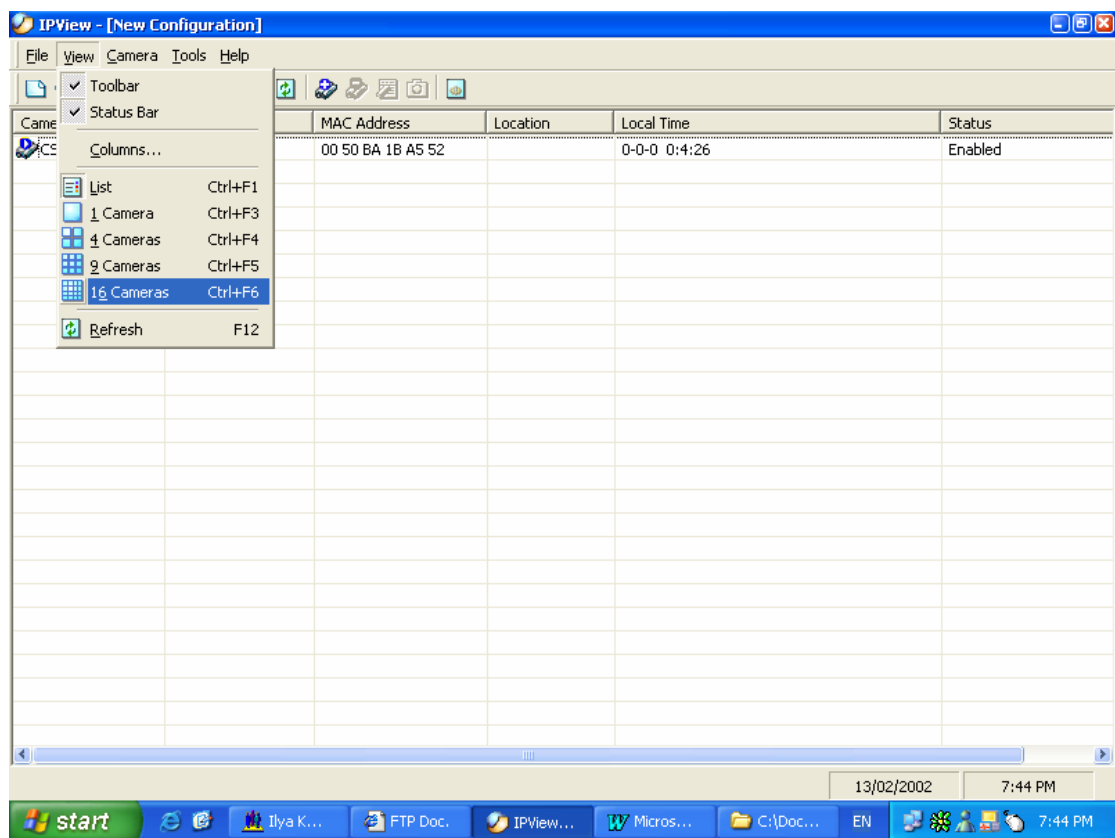 IPView - [New Configuration]
File View Camera Tools Help
Toolbar
Status Bar
Columns...
List Ctrl+F1
1 Camera Ctrl+F3
4 Cameras Ctrl+F4
9 Cameras Ctrl+F5
16 Cameras Ctrl+F6
Refresh F12
Came MAC Address Location Local Time Status
CS 00 50 BA 1B A5 52 0-0-0 0:4:26 Enabled
13/02/2002 7:44 PM
start Ilya K... FTP Doc. IPView... Micros... C:\Doc... EN 7:44 PM